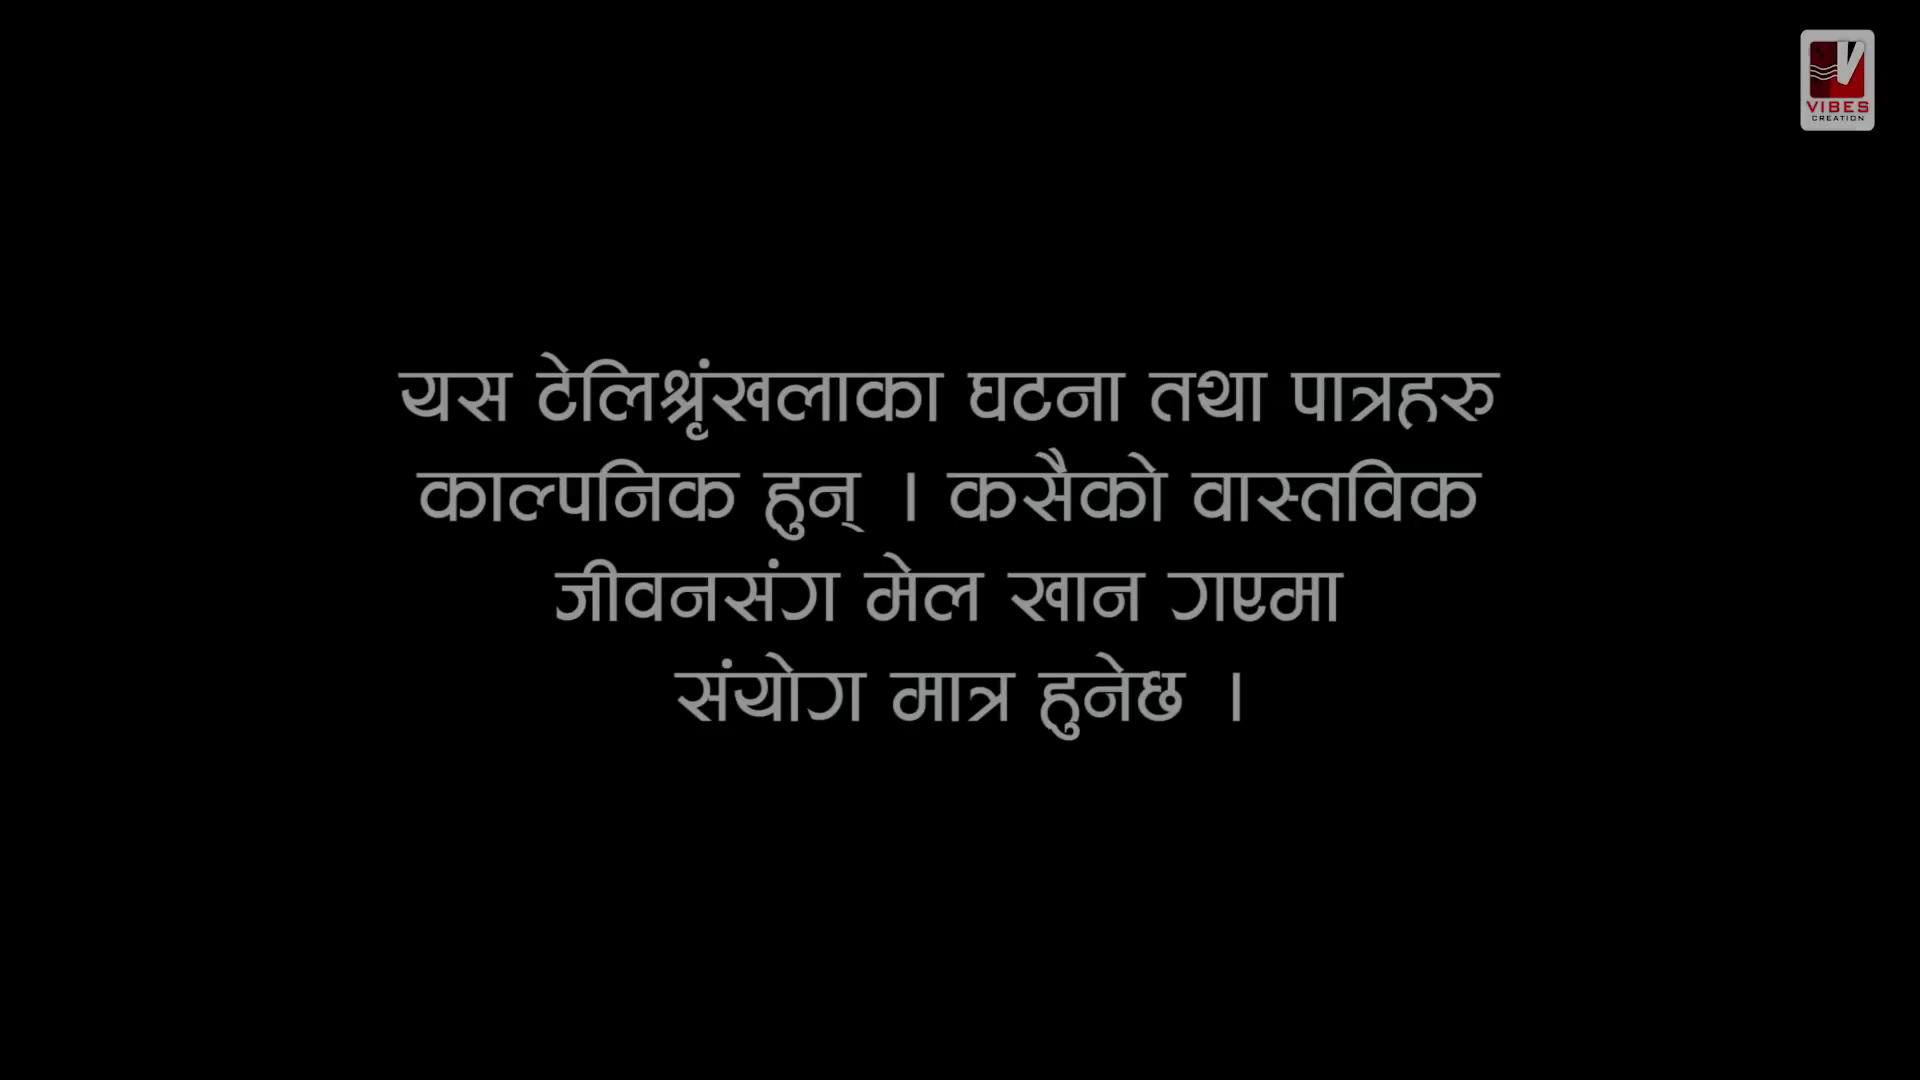 VIBES
CREATION
यस टेलिश्रृंखलाका घटना तथा पात्रहरु
काल्पनिक हुन् । कसैको वास्तविक
जीवनसंग मेल खान गएमा
संयोग मात्र हुनेछ ।